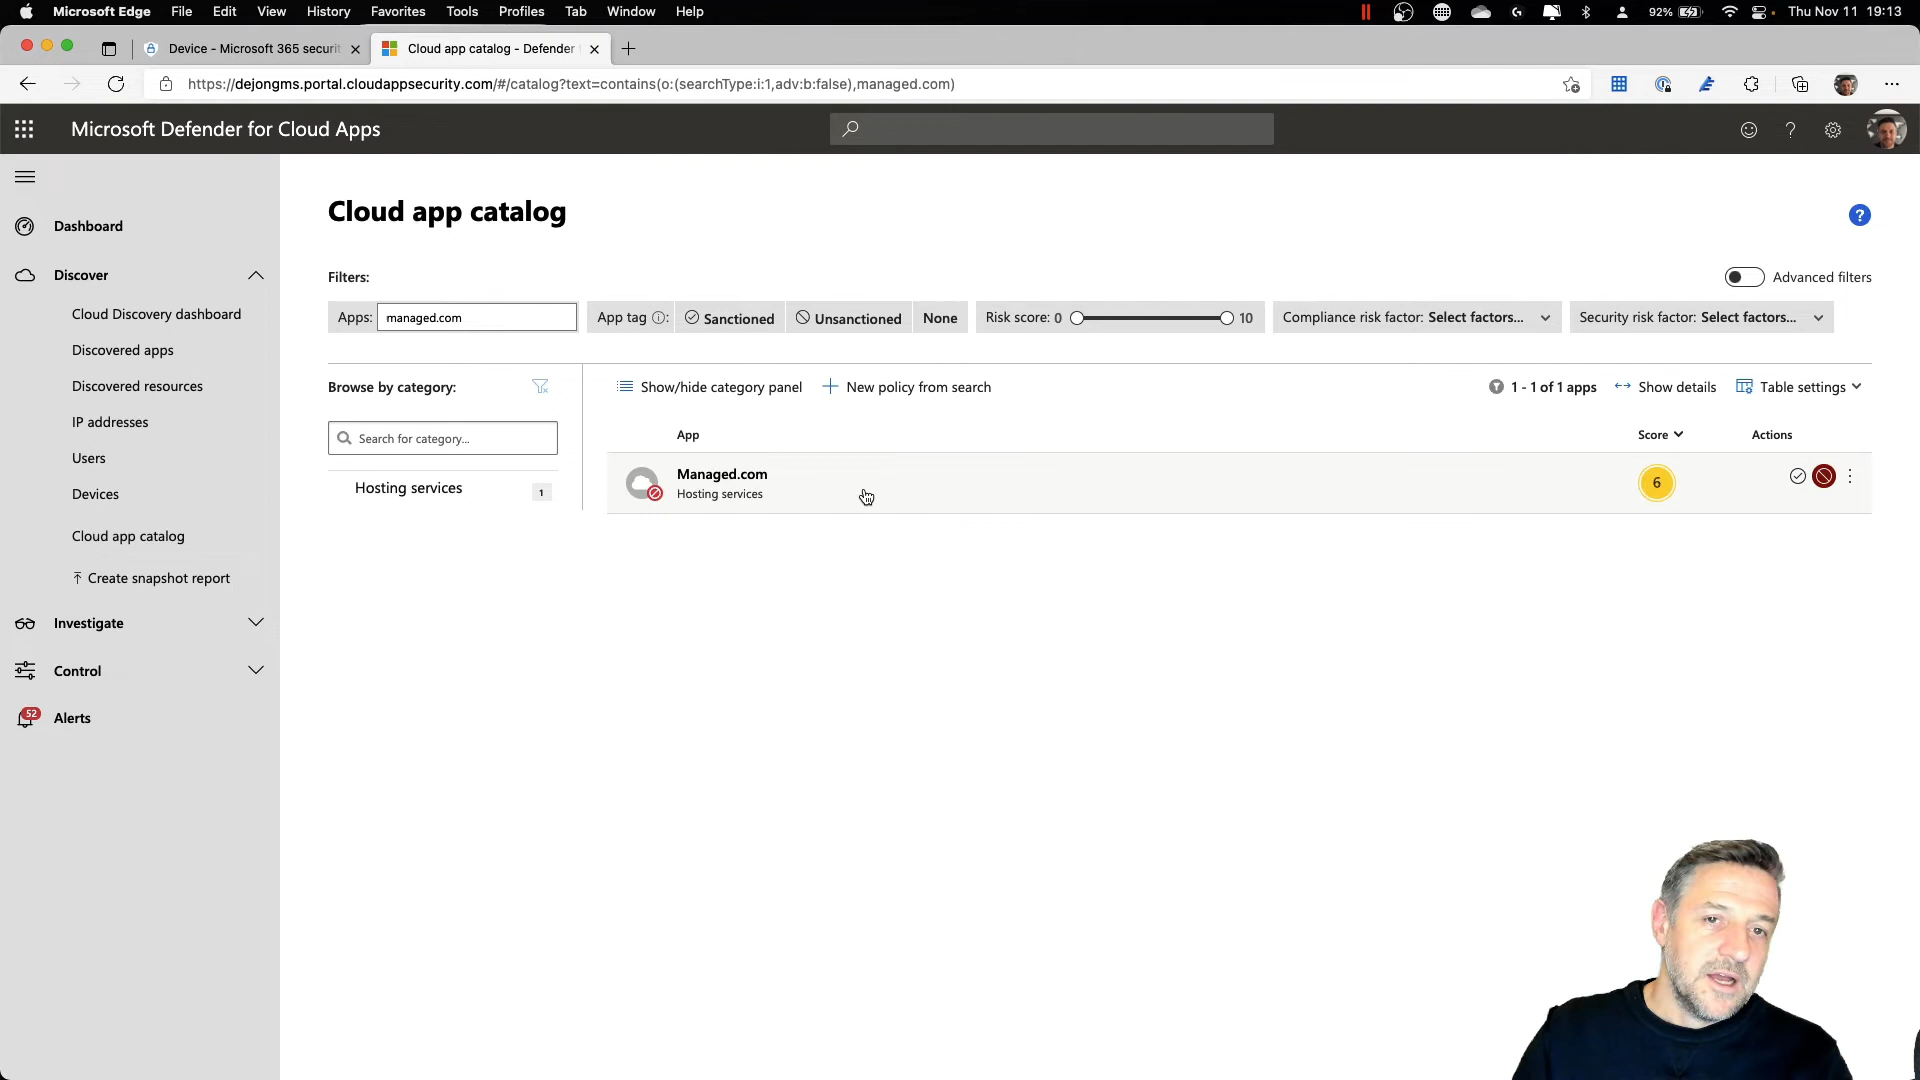 Microsoft Edge File Edit View History Favorites Tools Profiles Tab Window Help 92% Thu Nov 11 19:13
Device - Microsoft 365 securit Cloud app catalog - Defender
https://dejongms.portal.cloudappsecurity.com/#/catalog?text=contains(o:(searchType:i:1,adv:b:false),managed.com)
Microsoft Defender for Cloud Apps
Dashboard
Discover
Cloud Discovery dashboard
Discovered apps
Discovered resources
IP addresses
Users
Devices
Cloud app catalog
Create snapshot report
Investigate
Control
52
Alerts
Cloud app catalog
Filters:
Advanced filters
Apps: managed.com App tag Sanctioned Unsanctioned None Risk score: 0 10 Compliance risk factor: Select factors... Security risk factor: Select factors...
Browse by category:
Search for category...
Hosting services 1
Show/hide category panel New policy from search 1 - 1 of 1 apps Show details Table settings
App Score Actions
Managed.com
Hosting services
6